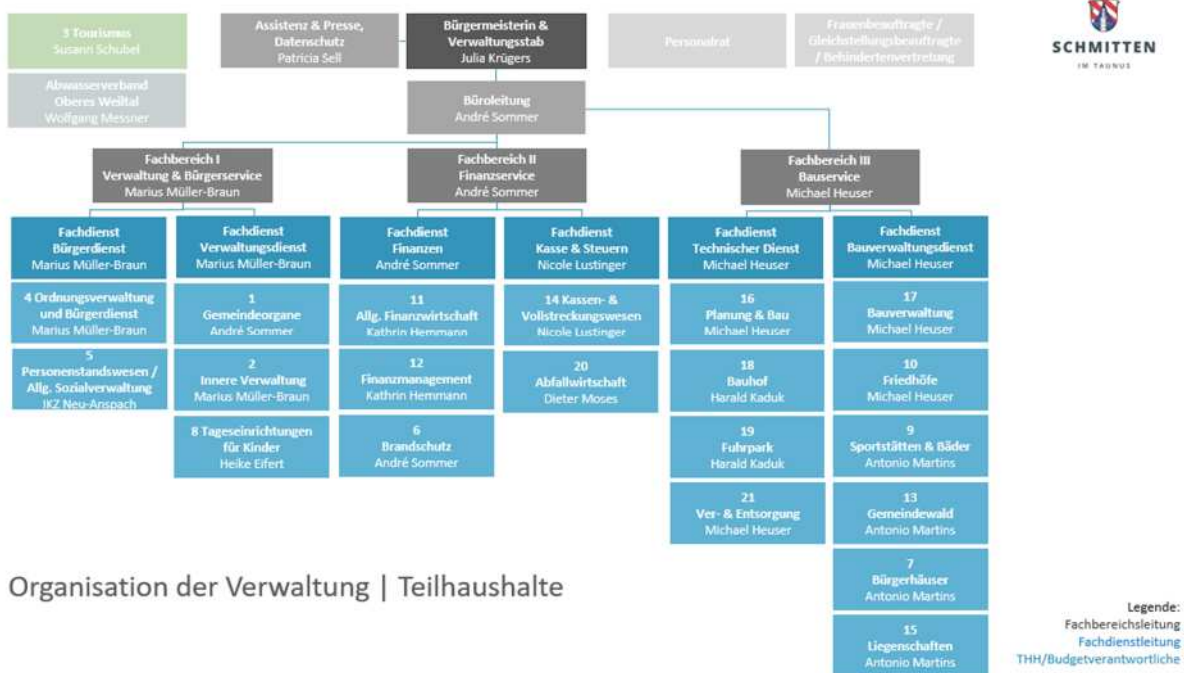 3 Tourismus
Susann Schubel
Assistenz & Presse,
Datenschutz
Patricia Sell
Bürgermeisterin &
Verwaltungsstab
Julia Krügers
Personalrat
Frauenbeauftragte /
Gleichstellungsbeauftragte
/ Behindertenvertretung
SCHMITTEN
IM TAUNUS
Abwasserverband
Oberes Weiltal
Wolfgang Messner
Büroleitung
André Sommer
Fachbereich I
Verwaltung & Bürgerservice
Marius Müller-Braun
Fachbereich II
Finanzservice
André Sommer
Fachbereich III
Bauservice
Michael Heuser
Fachdienst
Bürgerdienst
Marius Müller-Braun
Fachdienst
Verwaltungsdienst
Marius Müller-Braun
Fachdienst
Finanzen
André Sommer
Fachdienst
Kasse & Steuern
Nicole Lustinger
Fachdienst
Technischer Dienst
Michael Heuser
Fachdienst
Bauverwaltungsdienst
Michael Heuser
4 Ordnungsverwaltung
und Bürgerdienst
Marius Müller-Braun
1
Gemeindeorgane
André Sommer
11
Allg. Finanzwirtschaft
Kathrin Hemmann
14 Kassen- &
Vollstreckungswesen
Nicole Lustinger
16
Planung & Bau
Michael Heuser
17
Bauverwaltung
Michael Heuser
5
Personenstandswesen /
Allg. Sozialverwaltung
IKZ Neu-Anspach
2
Innere Verwaltung
Marius Müller-Braun
12
Finanzmanagement
Kathrin Hemmann
20
Abfallwirtschaft
Dieter Moses
18
Bauhof
Harald Kaduk
10
Friedhöfe
Michael Heuser
8 Tageseinrichtungen
für Kinder
Heike Eifert
6
Brandschutz
André Sommer
19
Fuhrpark
Harald Kaduk
9
Sportstätten & Bäder
Antonio Martins
21
Ver- & Entsorgung
Michael Heuser
13
Gemeindewald
Antonio Martins
7
Bürgerhäuser
Antonio Martins
15
Liegenschaften
Antonio Martins
Organisation der Verwaltung | Teilhaushalte
Legende:
Fachbereichsleitung
Fachdienstleitung
THH/Budgetverantwortliche